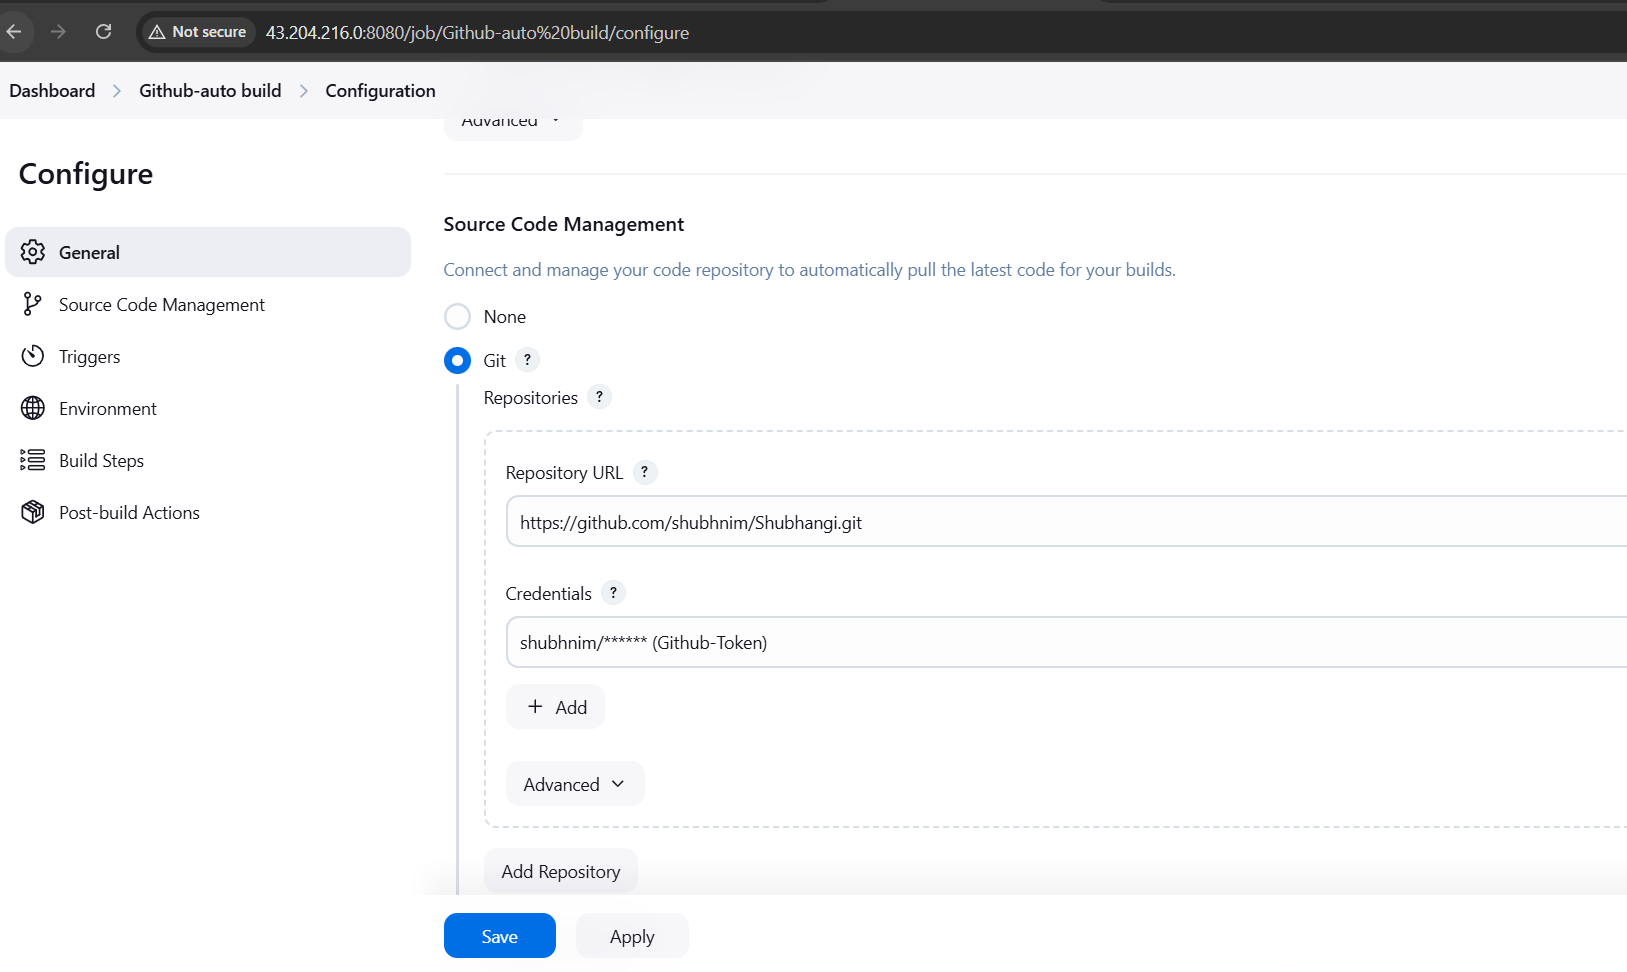 Not secure 43.204.216.0:8080/job/Github-auto%20build/configure
Dashboard > Github-auto build > Configuration
Advanced
Configure
General
Source Code Management
Triggers
Environment
Build Steps
Post-build Actions
Source Code Management
Connect and manage your code repository to automatically pull the latest code for your builds.
None
Git ?
Repositories ?
Repository URL ?
https://github.com/shubhnim/Shubhangi.git
Credentials ?
shubhnim/****** (Github-Token)
+ Add
Advanced
Add Repository
Save Apply